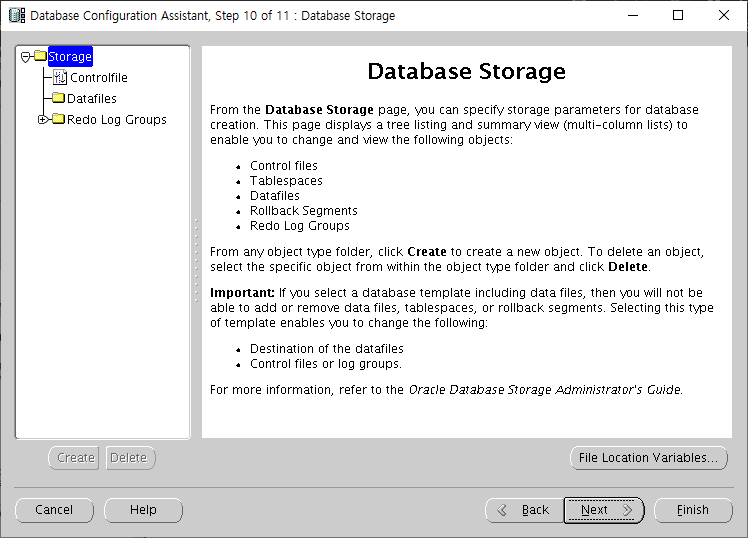 Database Configuration Assistant, Step 10 of 11 : Database Storage
Storage
Controlfile
Datafiles
Redo Log Groups
Database Storage
From the Database Storage page, you can specify storage parameters for database
creation. This page displays a tree listing and summary view (multi-column lists) to
enable you to change and view the following objects:
• Control files
• Tablespaces
• Datafiles
• Rollback Segments
• Redo Log Groups
From any object type folder, click Create to create a new object. To delete an object,
select the specific object from within the object type folder and click Delete.
Important: If you select a database template including data files, then you will not be
able to add or remove data files, tablespaces, or rollback segments. Selecting this type
of template enables you to change the following:
• Destination of the datafiles
• Control files or log groups.
For more information, refer to the Oracle Database Storage Administrator's Guide.
Create
Delete
File Location Variables...
Cancel
Help
Back
Next
Finish